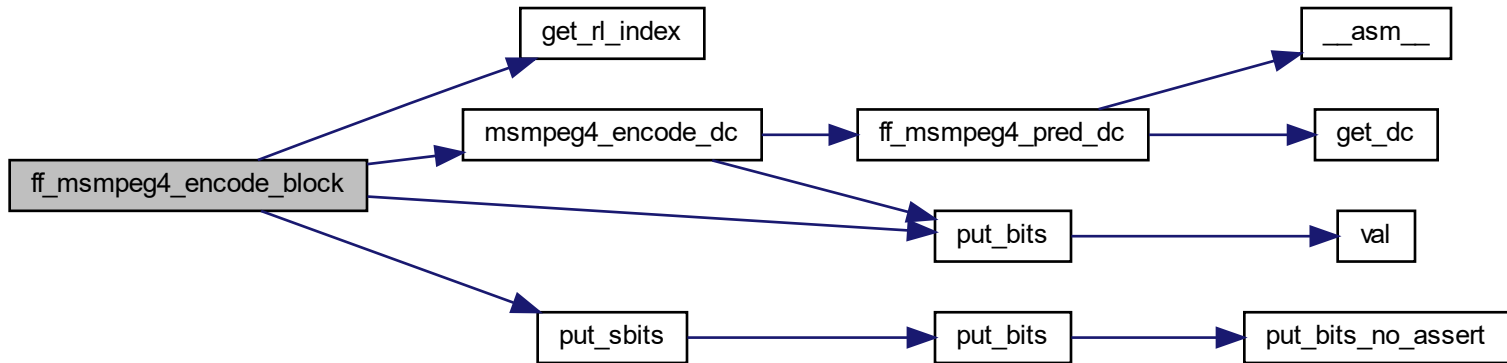 get_rl_index
__asm__
msmpeg4_encode_dc
ff_msmpeg4_pred_dc
get_dc
ff_msmpeg4_encode_block
put_bits
val
put_sbits
put_bits
put_bits_no_assert